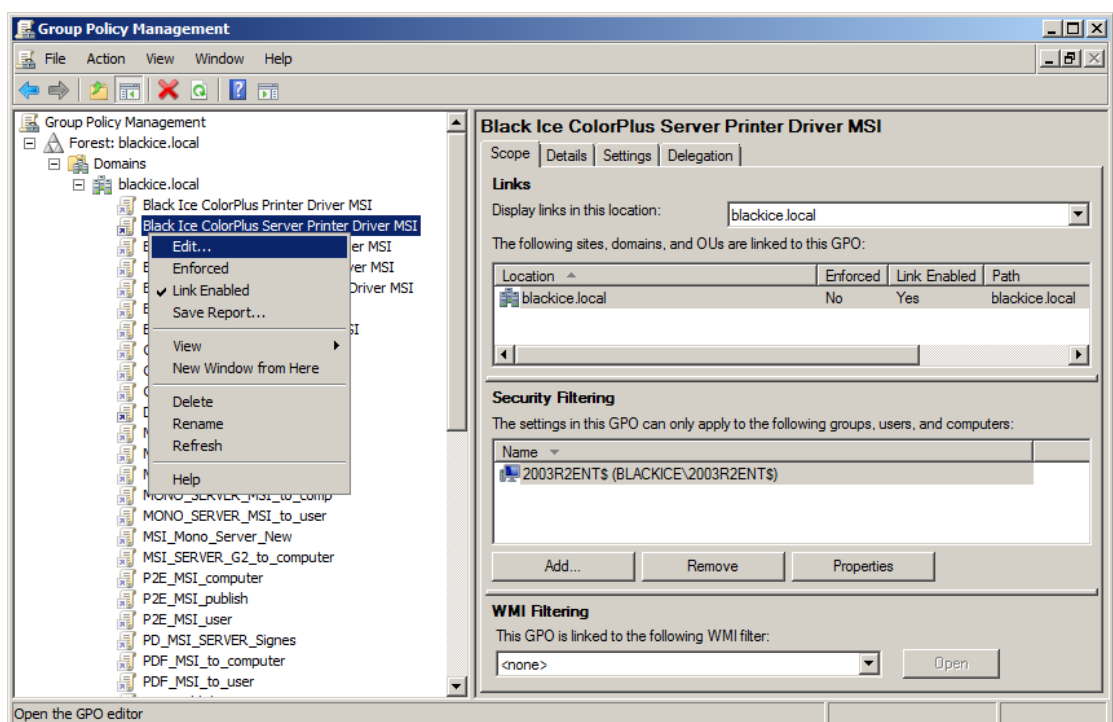 Group Policy Management
File Action View Window Help
Group Policy Management
Forest: blackice.local
Domains
blackice.local
Black Ice ColorPlus Printer Driver MSI
Black Ice ColorPlus Server Printer Driver MSI
er MSI
ver MSI
Driver MSI
Edit...
Enforced
Link Enabled
Save Report...
View
New Window from Here
Delete
Rename
Refresh
Help
MONO_SERVER_MSI_to_comp
MONO_SERVER_MSI_to_user
MSI_Mono_Server_New
MSI_SERVER_G2_to_computer
P2E_MSI_computer
P2E_MSI_publish
P2E_MSI_user
PD_MSI_SERVER_Signes
PDF_MSI_to_computer
PDF_MSI_to_user
Black Ice ColorPlus Server Printer Driver MSI
Scope Details Settings Delegation
Links
Display links in this location: blackice.local
The following sites, domains, and OUs are linked to this GPO:
Location Enforced Link Enabled Path
blackice.local No Yes blackice.local
Security Filtering
The settings in this GPO can only apply to the following groups, users, and computers:
Name
2003R2ENT$ (BLACKICE\2003R2ENT$)
Add... Remove Properties
WMI Filtering
This GPO is linked to the following WMI filter:
<none> Open
Open the GPO editor